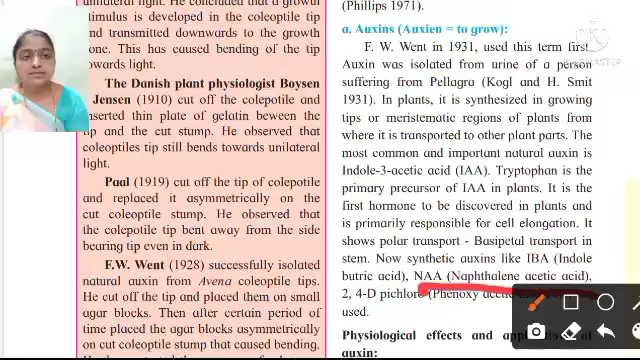 unilateral light. He concluded that a growth
stimulus is developed in the coleoptile tip
and transmitted downwards to the growth
zone. This has caused bending of the tip
towards light.
The Danish plant physiologist Boysen
Jensen (1910) cut off the colepotile and
inserted thin plate of gelatin beween the
tip and the cut stump. He observed that
coleoptiles tip still bends towards unilateral
light.
Paal (1919) cut off the tip of colepotile
and replaced it asymmetrically on the
cut coleoptile stump. He observed that
the colepotile tip bent away from the side
bearing tip even in dark.
F.W. Went (1928) successfully isolated
natural auxin from Avena coleoptile tips.
He cut off the tip and placed them on small
agar blocks. Then after certain period of
time placed the agar blocks asymmetrically
on cut coleoptile stump that caused bending.
(Phillips 1971).
a. Auxins (Auxien = to grow):
F. W. Went in 1931, used this term first.
Auxin was isolated from urine of a person
suffering from Pellagra (Kogl and H. Smit
1931). In plants, it is synthesized in growing
tips or meristematic regions of plants from
where it is transported to other plant parts. The
most common and important natural auxin is
Indole-3-acetic acid (IAA). Tryptophan is the
primary precursor of IAA in plants. It is the
first hormone to be discovered in plants and
is primarily responsible for cell elongation. It
shows polar transport - Basipetal transport in
stem. Now synthetic auxins like IBA (Indole
butric acid), NAA (Naphthalene acetic acid),
2, 4-D pichloro (Phenoxy
used.
Physiological effects and
auxin: